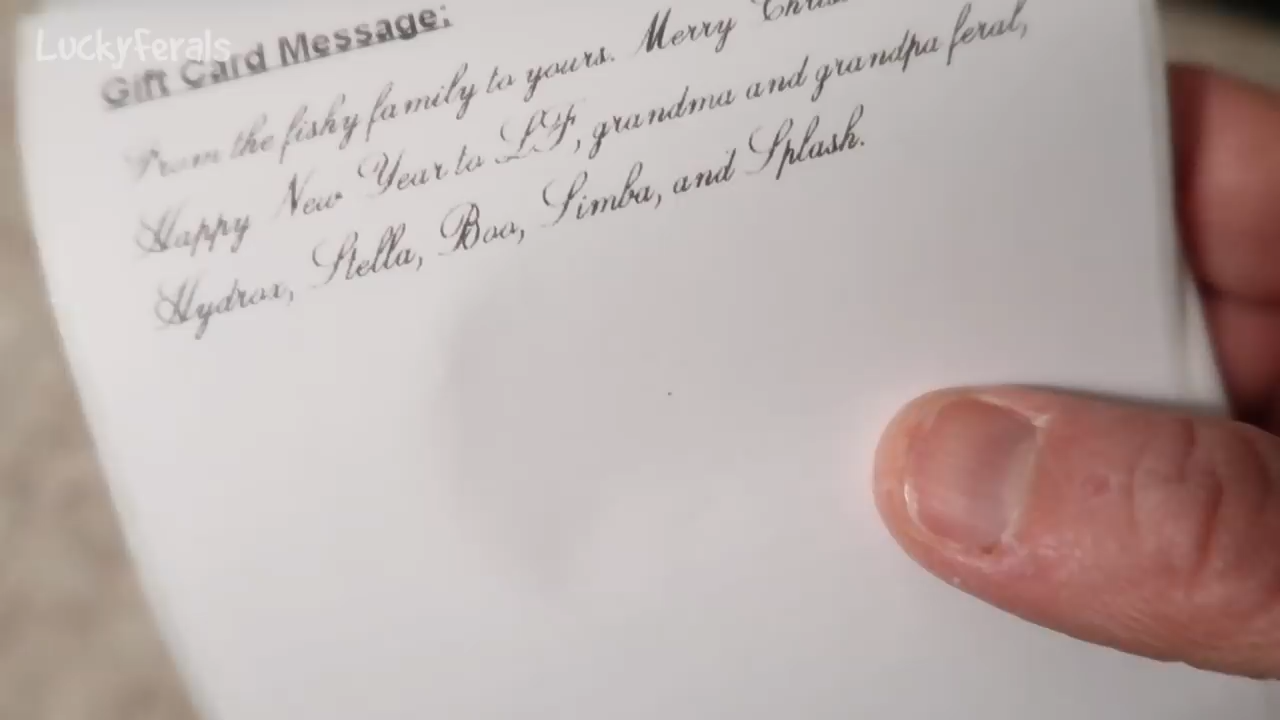 LuckyFerals
Gift Card Message:
From the fishy family to yours. Merry
Happy New Year to LF, grandma and grandpa feral,
Hydrox, Stella, Boo, Simba, and Splash.